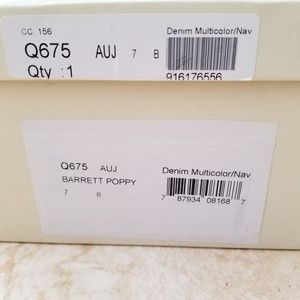 CC 156 Denim Multicolor/Nav
Q675 AUJ 7 B
Qty :1 916176556
Q675 AUJ Denim Multicolor/Nav
BARRETT POPPY
7 B 7 87934 08168 7